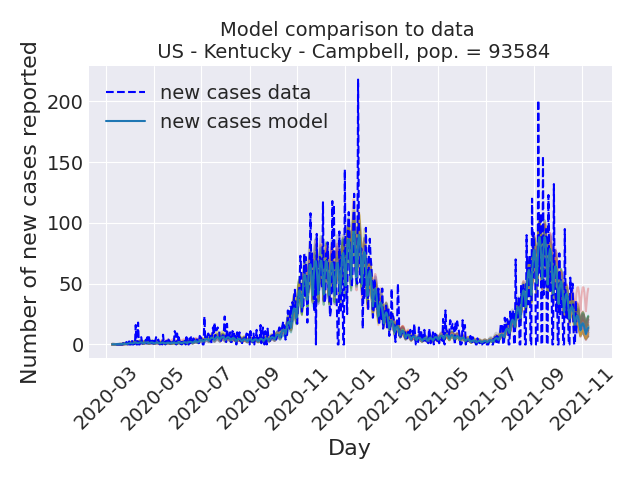 Model comparison to data
US - Kentucky - Campbell, pop. = 93584
Number of new cases reported
new cases data
new cases model
200
150
100
50
0
2020-03
2020-05
2020-07
2020-09
2020-11
2021-01
2021-03
2021-05
2021-07
2021-09
2021-11
Day